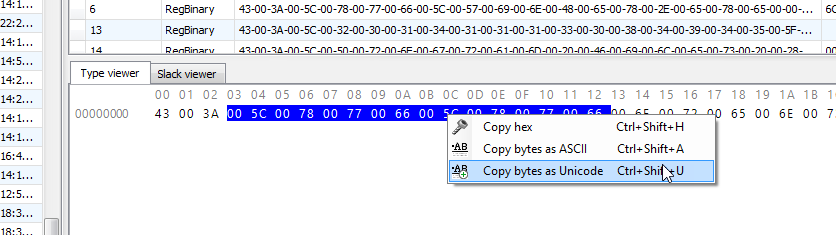 14:1...
22:2...
14:1...
14:1...
14:5...
14:2...
14:2...
14:1...
14:1...
14:1...
16:4...
14:1...
12:5...
18:3...
18:3...
6 RegBinary 43-00-3A-00-5C-00-78-00-77-00-66-00-5C-00-57-00-69-00-6E-00-48-00-65-00-78-00-2E-00-65-00-78-00-65-00-00-... 6C
13 RegBinary 43-00-3A-00-5C-00-32-00-30-00-31-00-34-00-31-00-31-00-31-00-33-00-30-00-38-00-34-00-39-00-34-00-35-00-5F-...
14 RegBinary 43-00-3A-00-5C-00-50-00-72-00-6F-00-67-00-72-00-61-00-6D-00-20-00-46-00-69-00-6C-00-65-00-73-00-20-00-28-...
Type viewer Slack viewer
00 01 02 03 04 05 06 07 08 09 0A 0B 0C 0D 0E 0F 10 11 12 13 14 15 16 17 18 19 1A 1B
00000000 43 00 3A 00 5C 00 78 00 77 00 66 00 5C 00 78 00 77 00 66 00 65 00 72 00 65 00 6E 00
Copy hex Ctrl+Shift+H
Copy bytes as ASCII Ctrl+Shift+A
Copy bytes as Unicode Ctrl+Shift+U